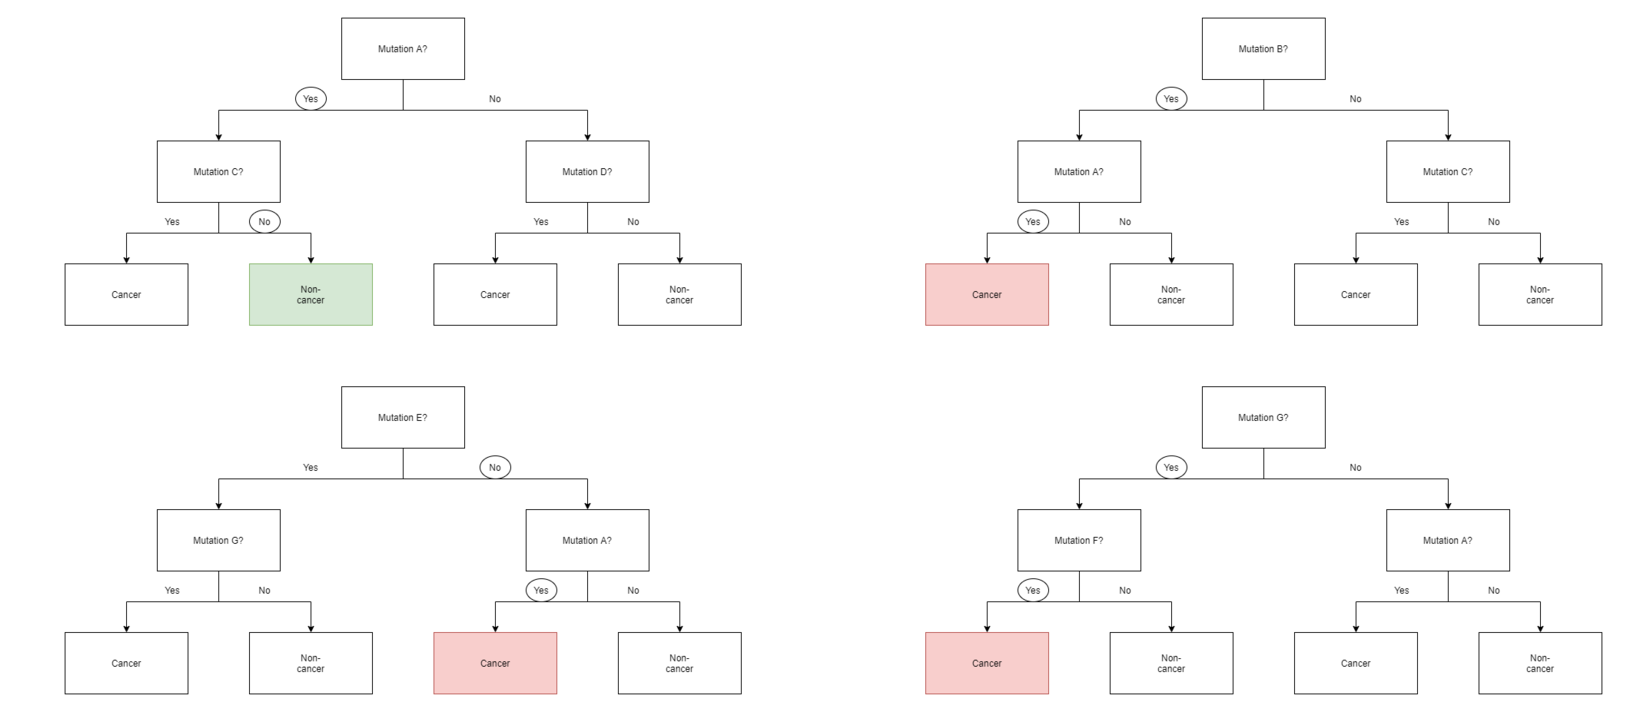 Mutation A?
Yes
No
Mutation C?
Mutation D?
Yes
No
Yes
No
Cancer
Non-
cancer
Cancer
Non-
cancer
Mutation B?
Yes
No
Mutation A?
Mutation C?
Yes
No
Yes
No
Cancer
Non-
cancer
Cancer
Non-
cancer
Mutation E?
Yes
No
Mutation G?
Mutation A?
Yes
No
Yes
No
Cancer
Non-
cancer
Cancer
Non-
cancer
Mutation G?
Yes
No
Mutation F?
Mutation A?
Yes
No
Yes
No
Cancer
Non-
cancer
Cancer
Non-
cancer